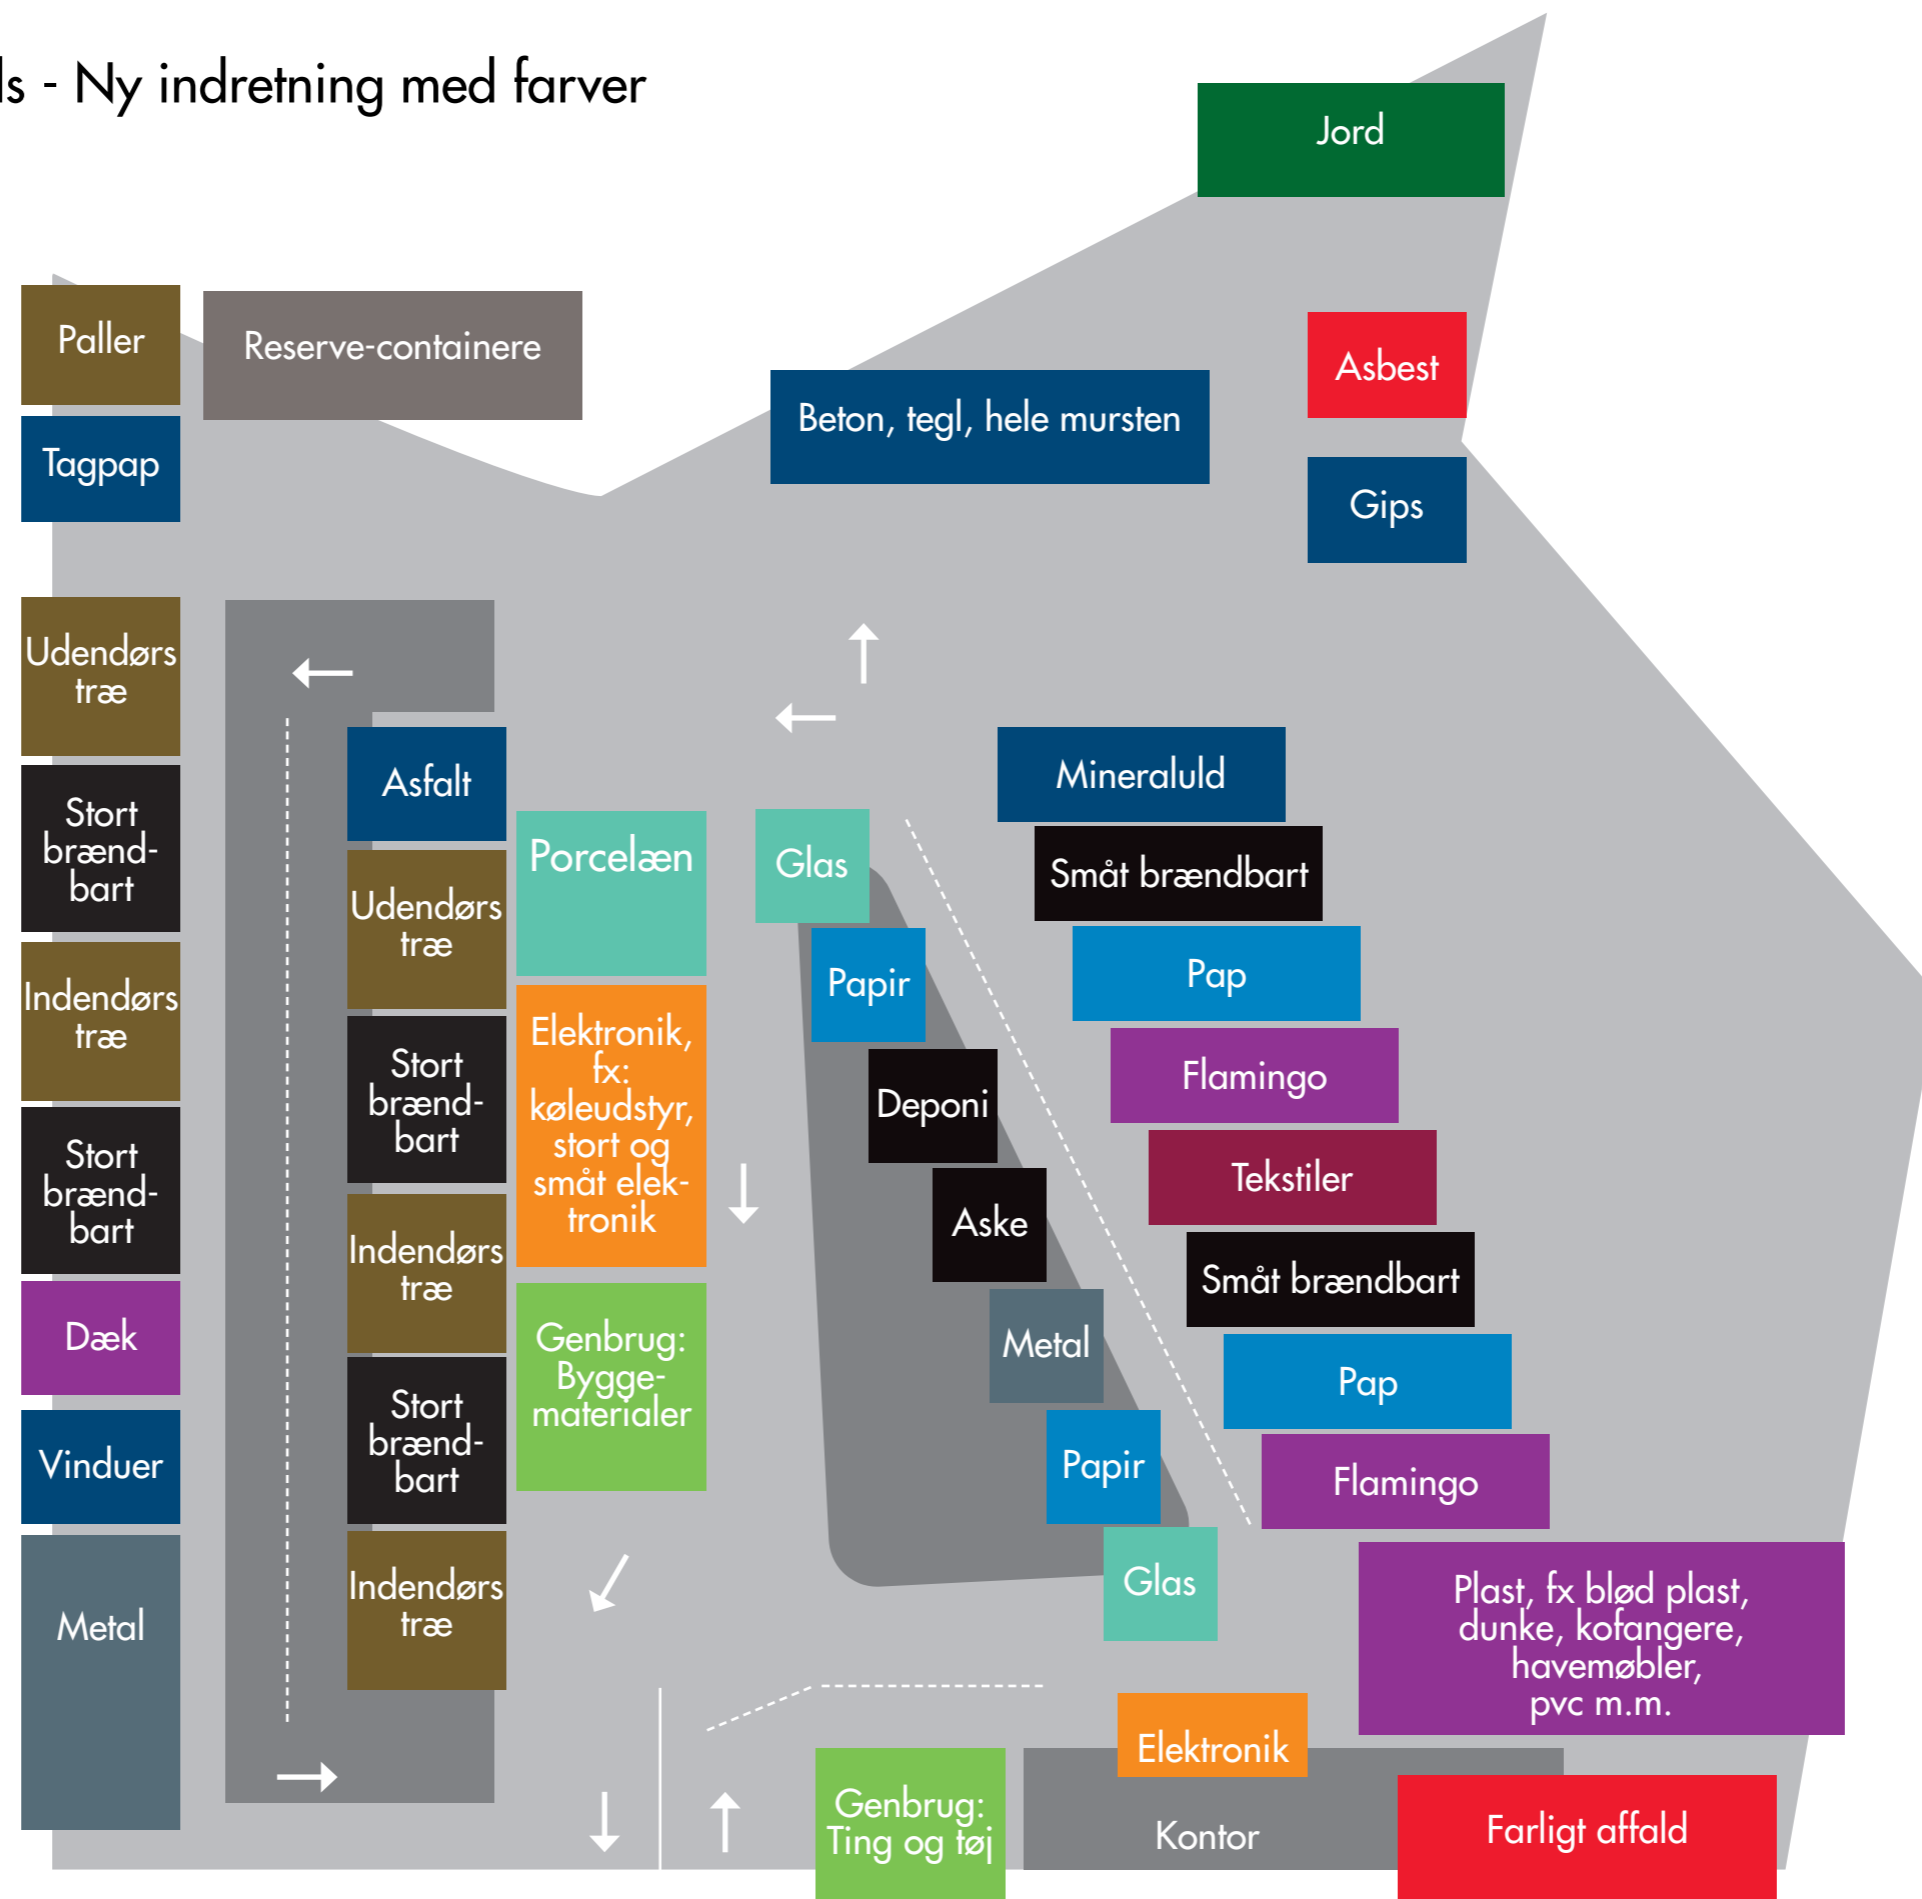 ls - Ny indretning med farver
Jord
Paller
Reserve-containere
Asbest
Beton, tegl, hele mursten
Tagpap
Gips
Udendørs
træ
Stort
brænd-
bart
Indendørs
træ
Stort
brænd-
bart
Dæk
Vinduer
Metal
Asfalt
Udendørs
træ
Stort
brænd-
bart
Indendørs
træ
Stort
brænd-
bart
Indendørs
træ
Porcelæn
Elektronik,
fx:
køleudstyr,
stort og
småt elek-
tronik
Genbrug:
Bygge-
materialer
Glas
Papir
Deponi
Aske
Metal
Papir
Glas
Mineraluld
Småt brændbart
Pap
Flamingo
Tekstiler
Småt brændbart
Pap
Flamingo
Plast, fx blød plast,
dunke, kofangere,
havemøbler,
pvc m.m.
Elektronik
Genbrug:
Ting og tøj
Kontor
Farligt affald